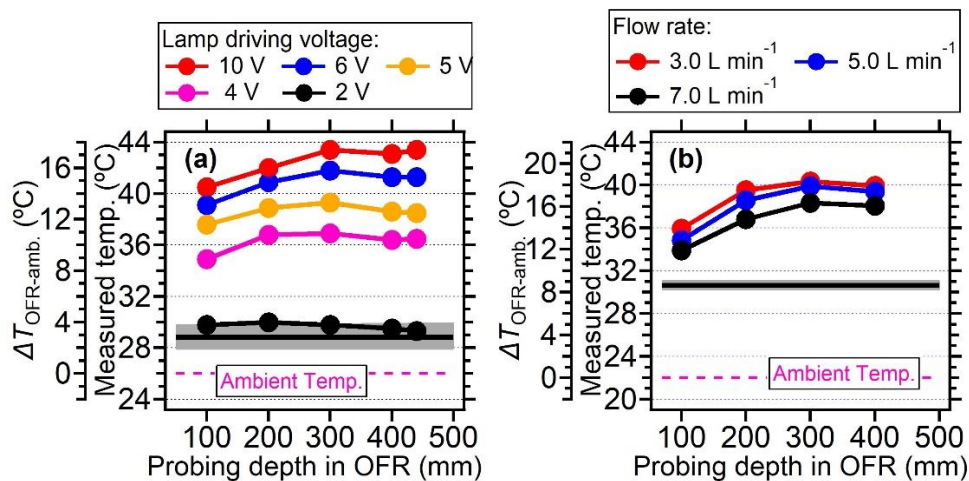 Lamp driving voltage:
10 V 6 V 5 V
4 V 2 V
Flow rate:
3.0 L min⁻¹ 5.0 L min⁻¹
7.0 L min⁻¹
(a)
ΔT_OFR-amb. (ºC)
16
12
8
4
0
Measured temp. (ºC)
44
40
36
32
28
24
Ambient Temp.
100 200 300 400 500
Probing depth in OFR (mm)
(b)
ΔT_OFR-amb. (ºC)
20
16
12
8
4
0
Measured temp. (ºC)
44
40
36
32
28
24
20
Ambient Temp.
100 200 300 400 500
Probing depth in OFR (mm)